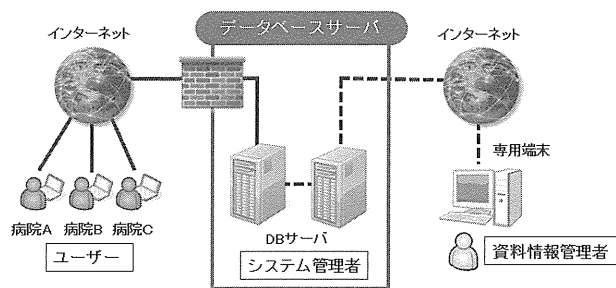 データベースサーバ
インターネット
インターネット
専用端末
病院A 病院B 病院C
ユーザー
DBサーバ
システム管理者
資料情報管理者